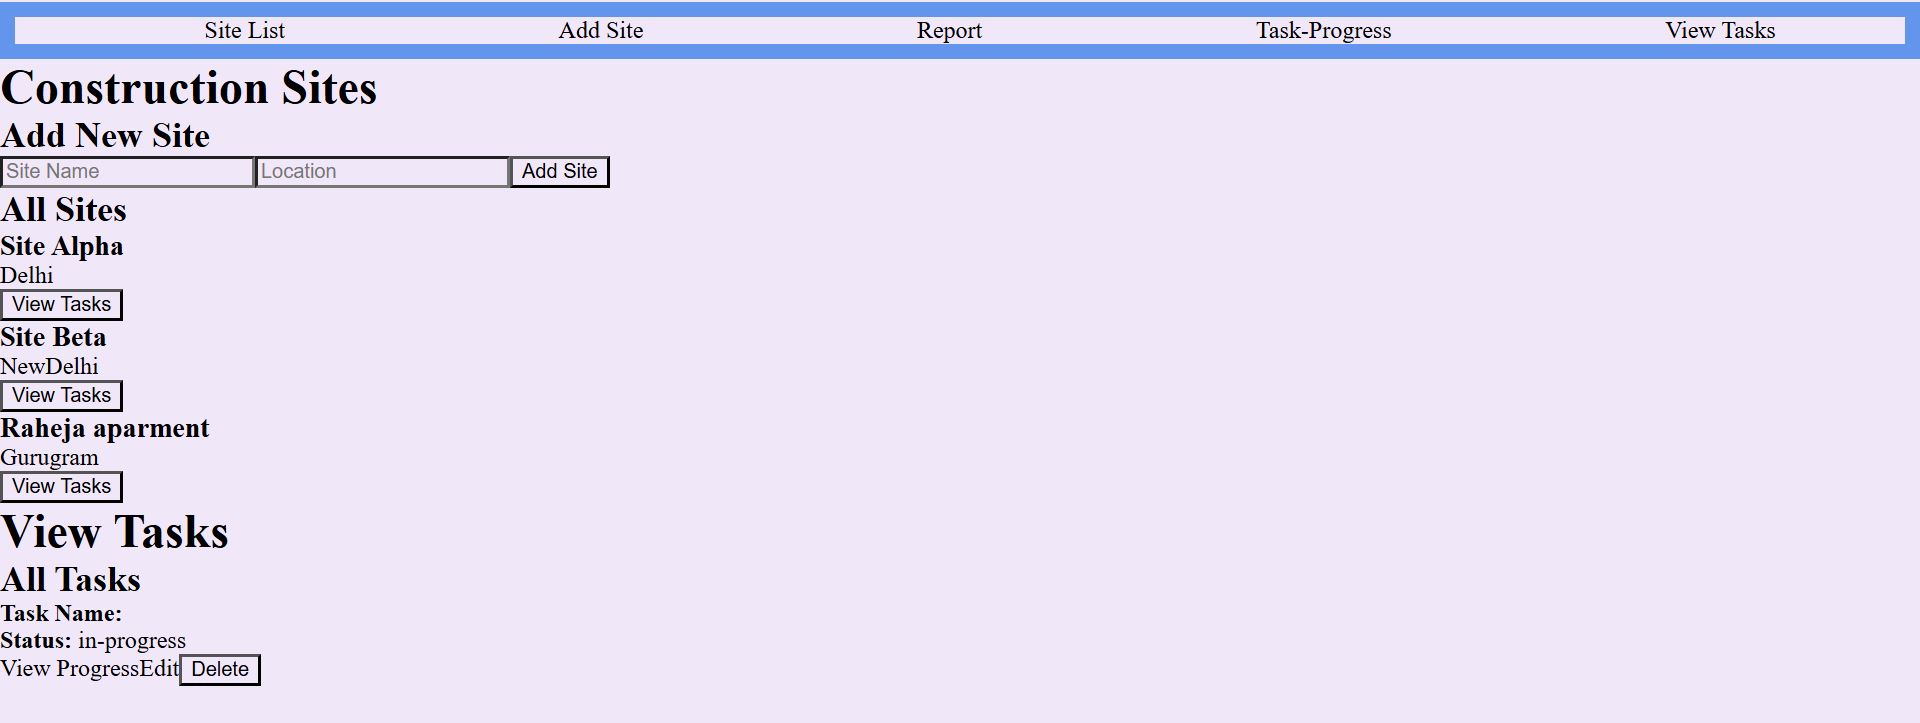 Site List Add Site Report Task-Progress View Tasks
Construction Sites
Add New Site
Site Name Location Add Site
All Sites
Site Alpha
Delhi
View Tasks
Site Beta
NewDelhi
View Tasks
Raheja aparment
Gurugram
View Tasks
View Tasks
All Tasks
Task Name:
Status: in-progress
View ProgressEdit Delete